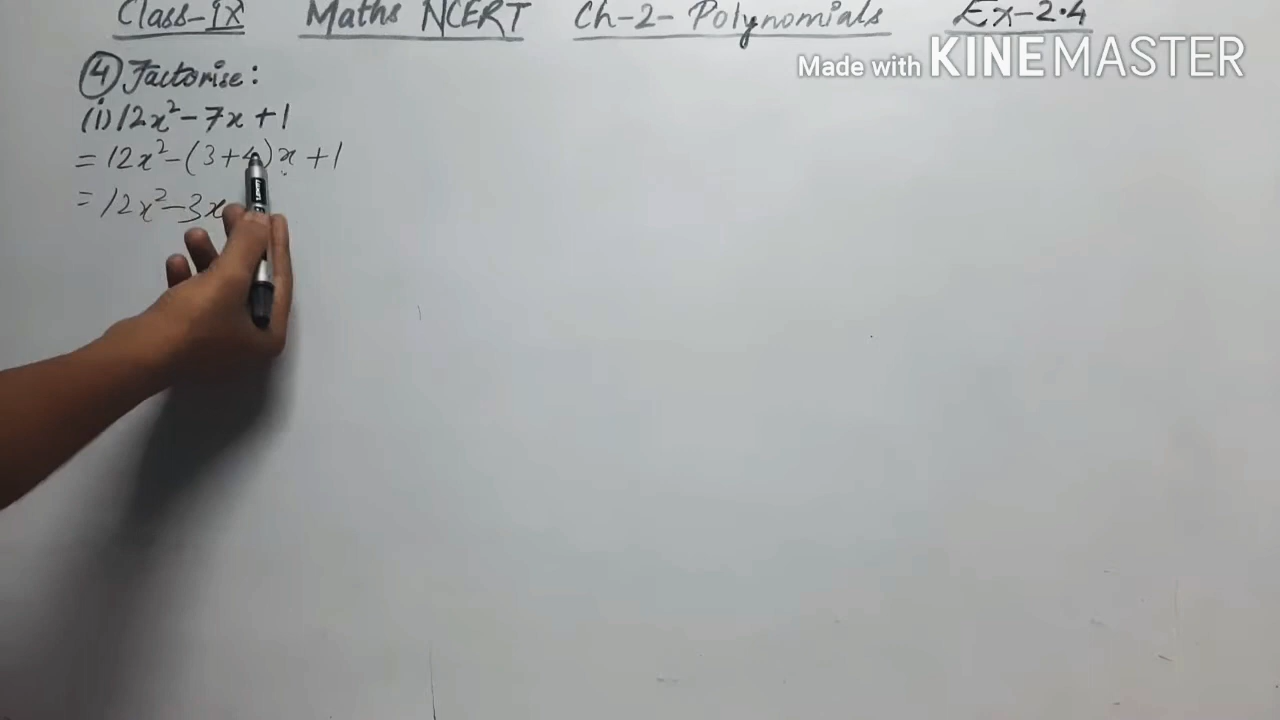 Class-IX Maths NCERT Ch-2- Polynomials Ex-2.4
Made with KINEMASTER
(4) Factorise:
(i) 12x²-7x+1
= 12x²-(3+4)x+1
= 12x²-3x